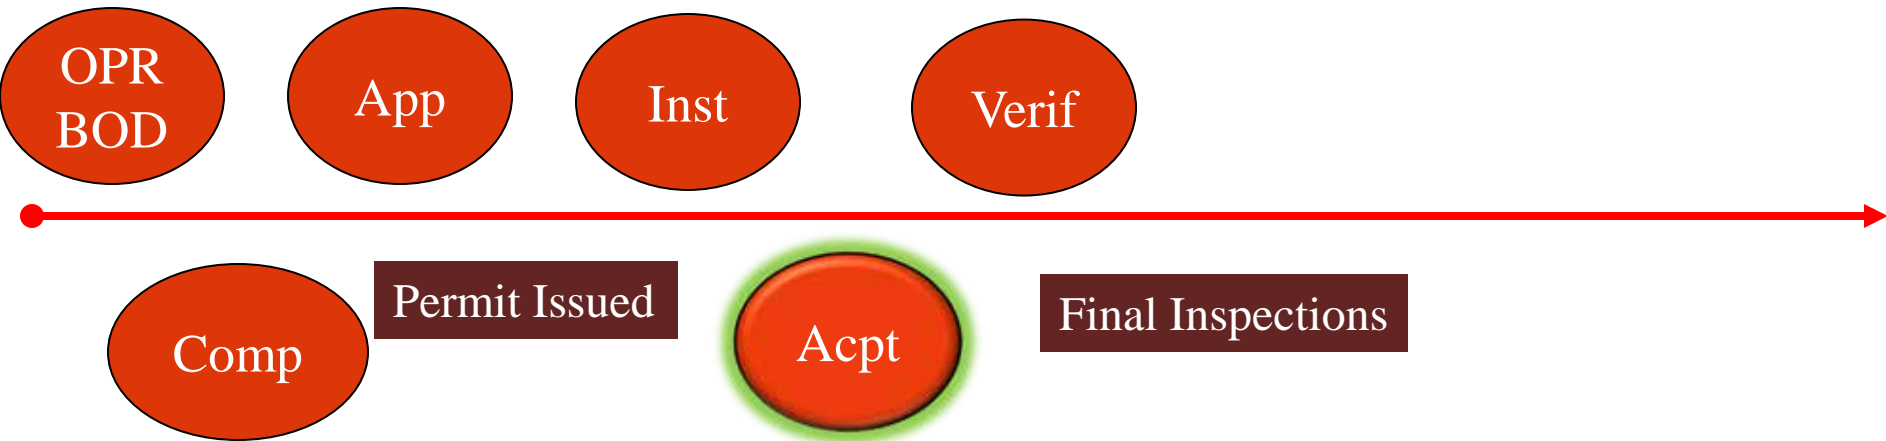 OPR
BOD
App
Inst
Verif
Comp
Permit Issued
Acpt
Final Inspections